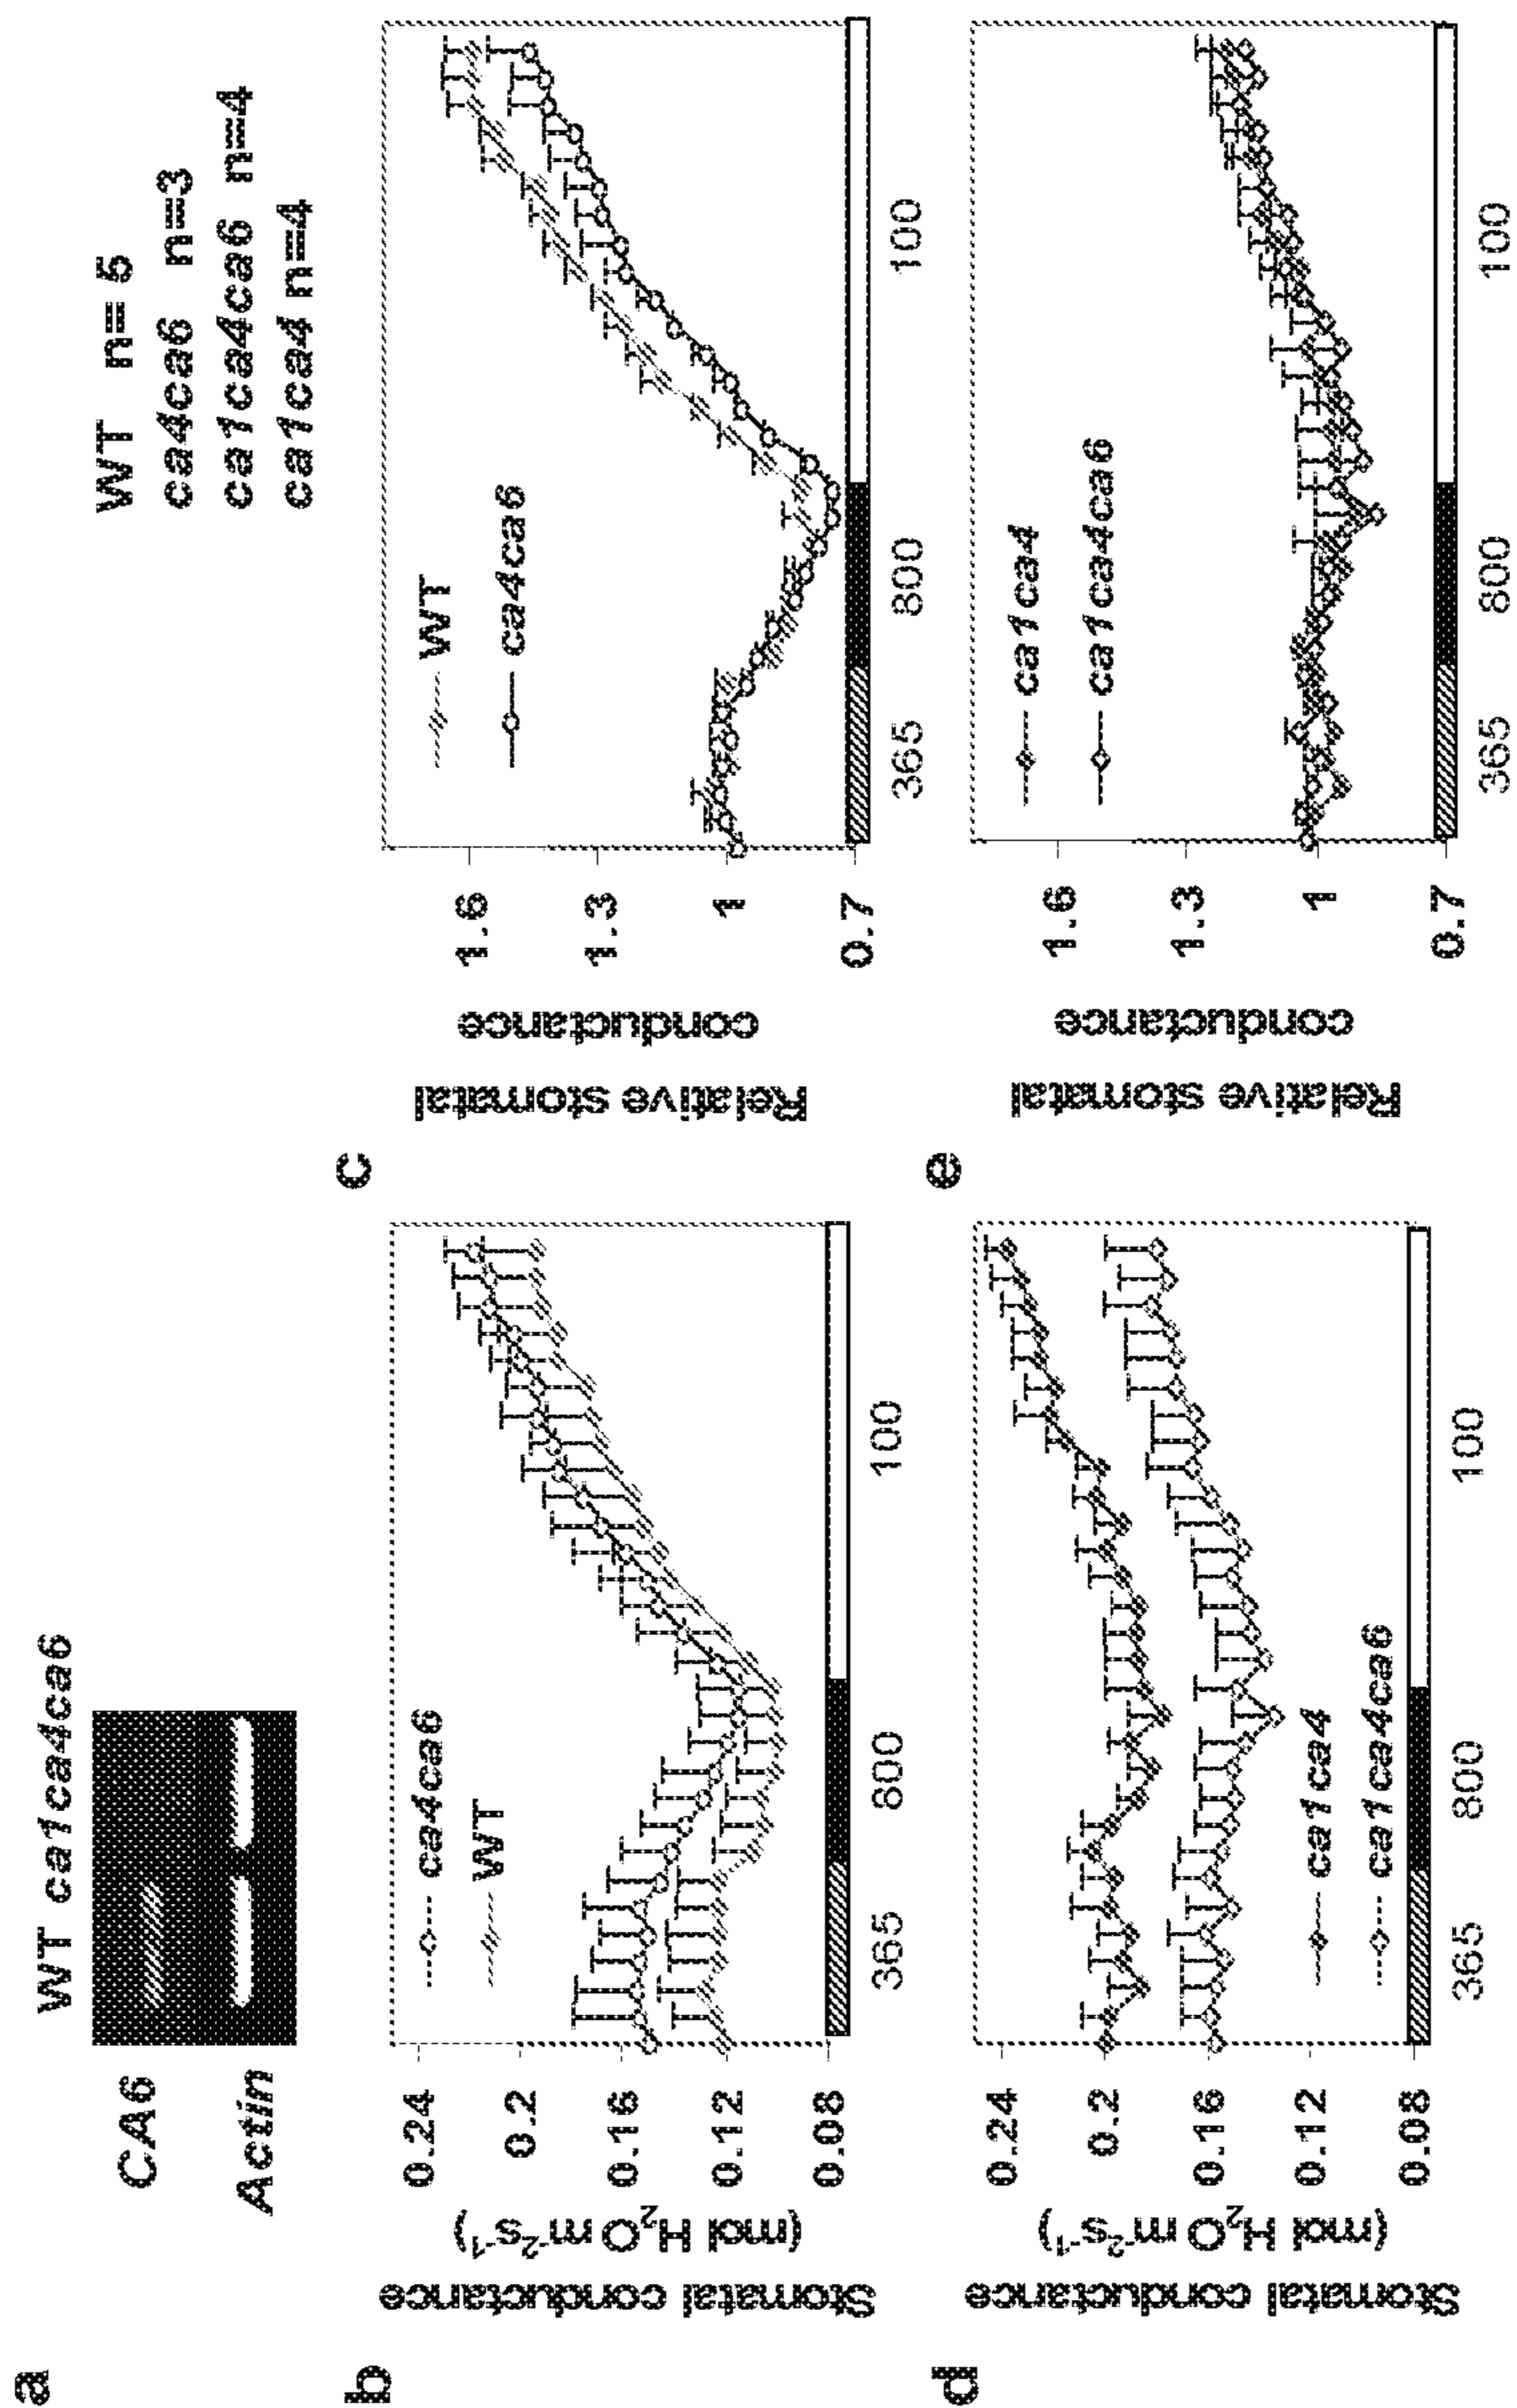 a
WT ca1ca4ca6
CA6
Actin
WT n=5
ca4ca6 n=3
ca1ca4ca6 n=4
ca1ca4 n=4
b
Stomatal conductance
(mol H2O m-2s-1)
0.24
0.2
0.16
0.12
0.08
ca4ca6
WT
365 800 100
c
Relative stomatal
conductance
1.6
1.3
1
0.7
WT
ca4ca6
365 800 100
d
Stomatal conductance
(mol H2O m-2s-1)
0.24
0.2
0.16
0.12
0.08
ca1ca4
ca1ca4ca6
365 800 100
e
Relative stomatal
conductance
1.6
1.3
1
0.7
ca1ca4
ca1ca4ca6
365 800 100